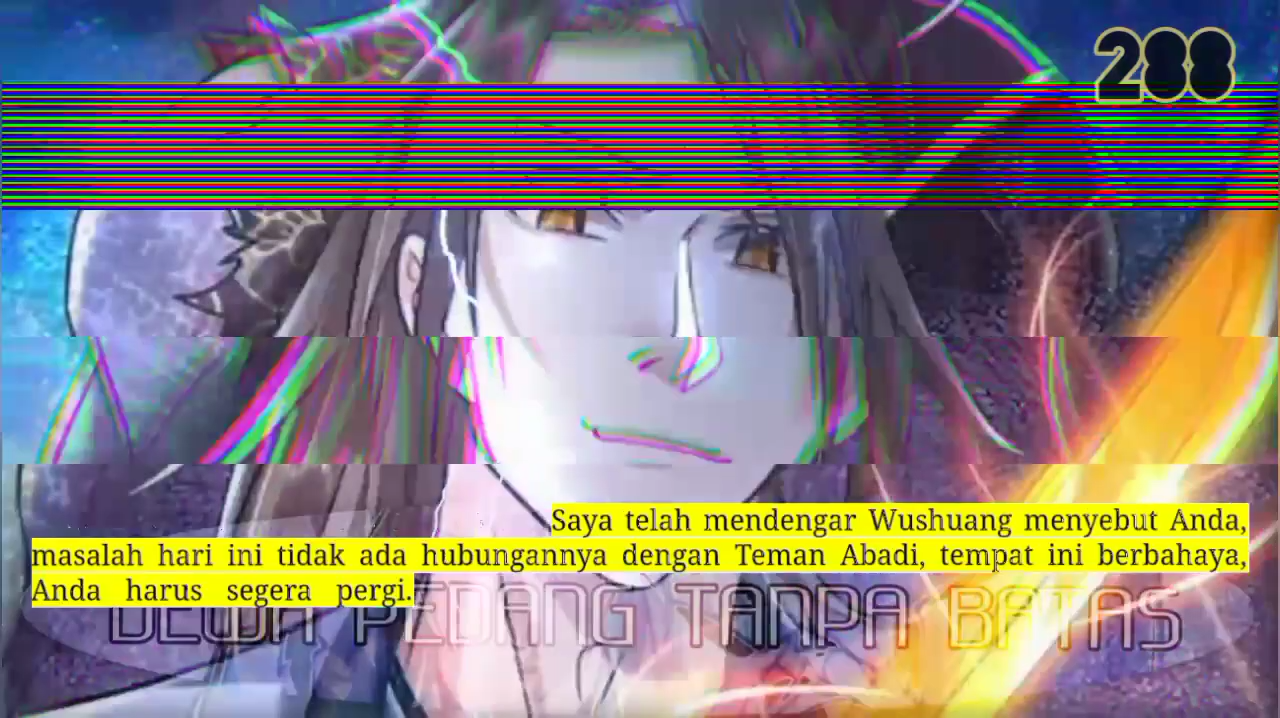 288
Saya telah mendengar Wushuang menyebut Anda,
masalah hari ini tidak ada hubungannya dengan Teman Abadi, tempat ini berbahaya,
Anda harus segera pergi.
DEWA PEDANG TANPA BATAS